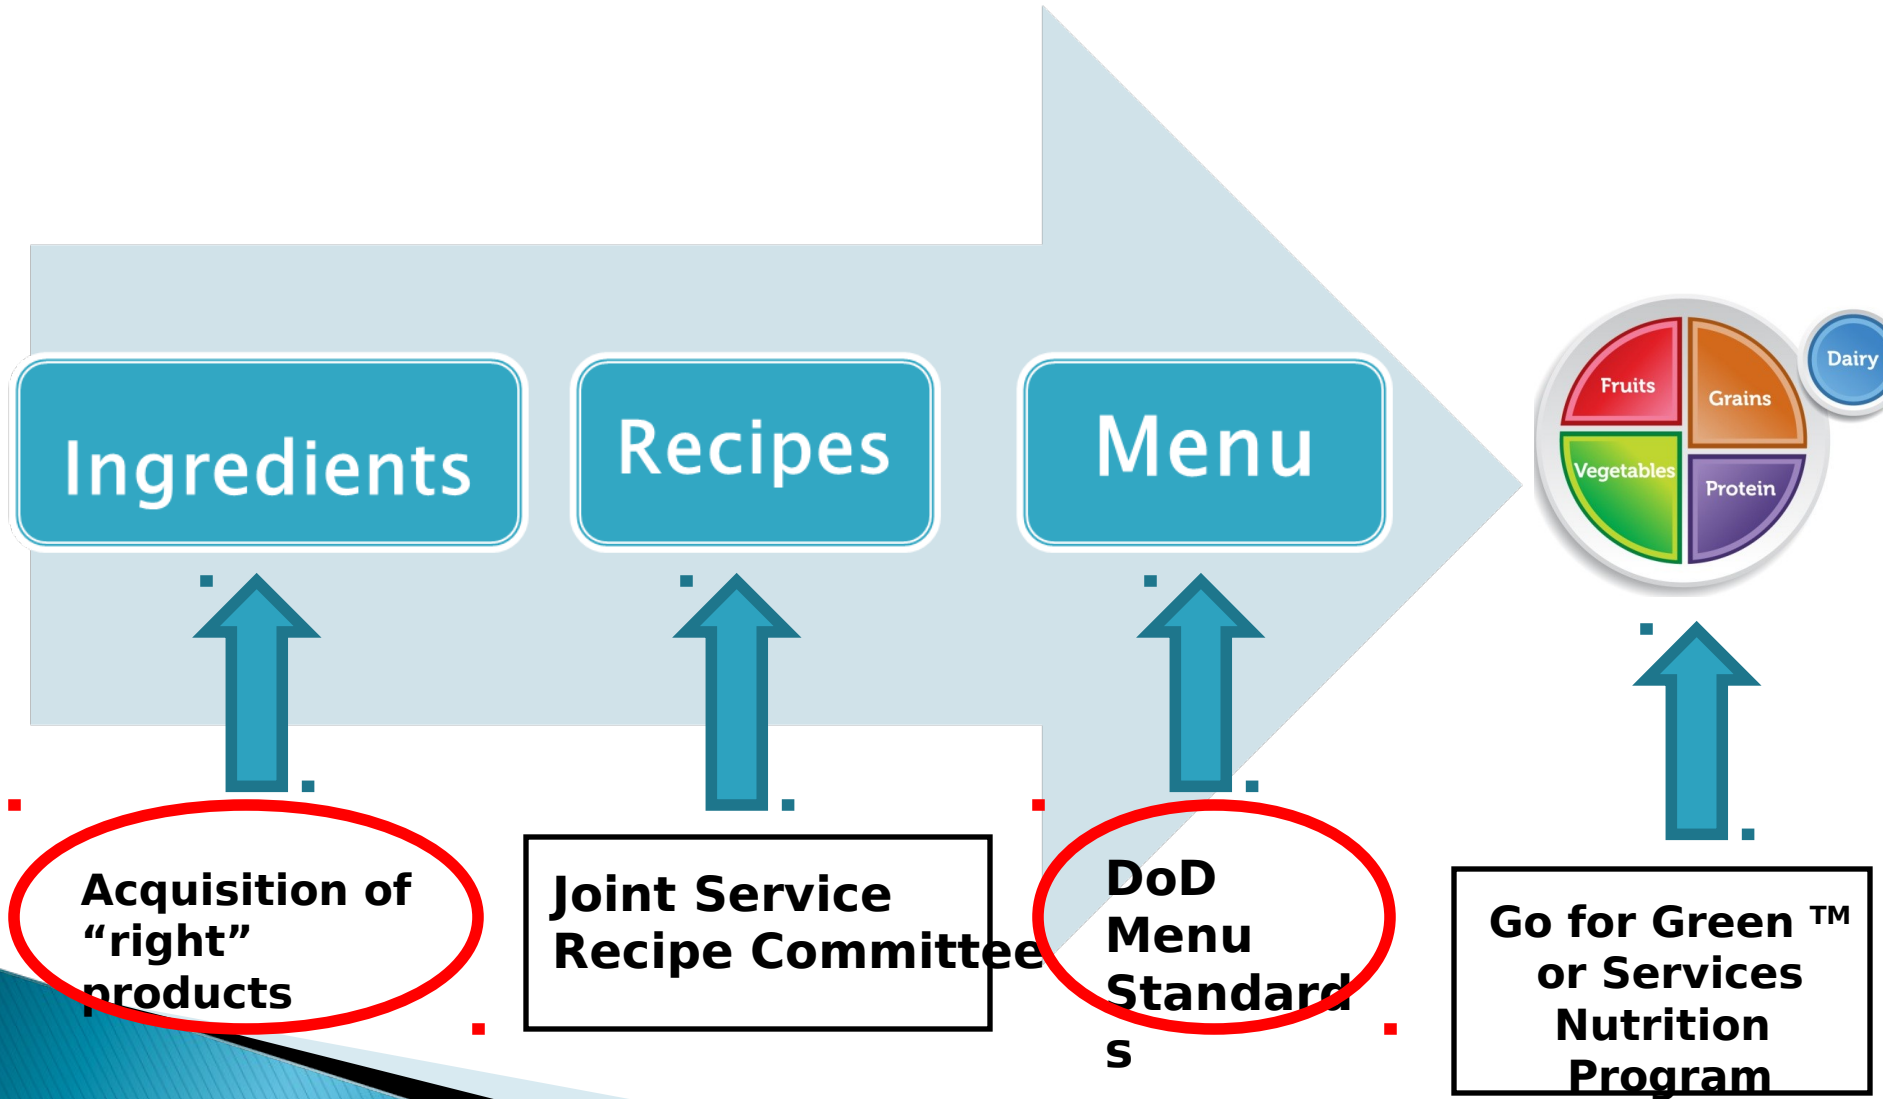 Ingredients
Recipes
Menu
Fruits
Grains
Dairy
Vegetables
Protein
Acquisition of
“right”
products
Joint Service
Recipe Committee
DoD
Menu
Standard
s
Go for Green ™
or Services
Nutrition
Program